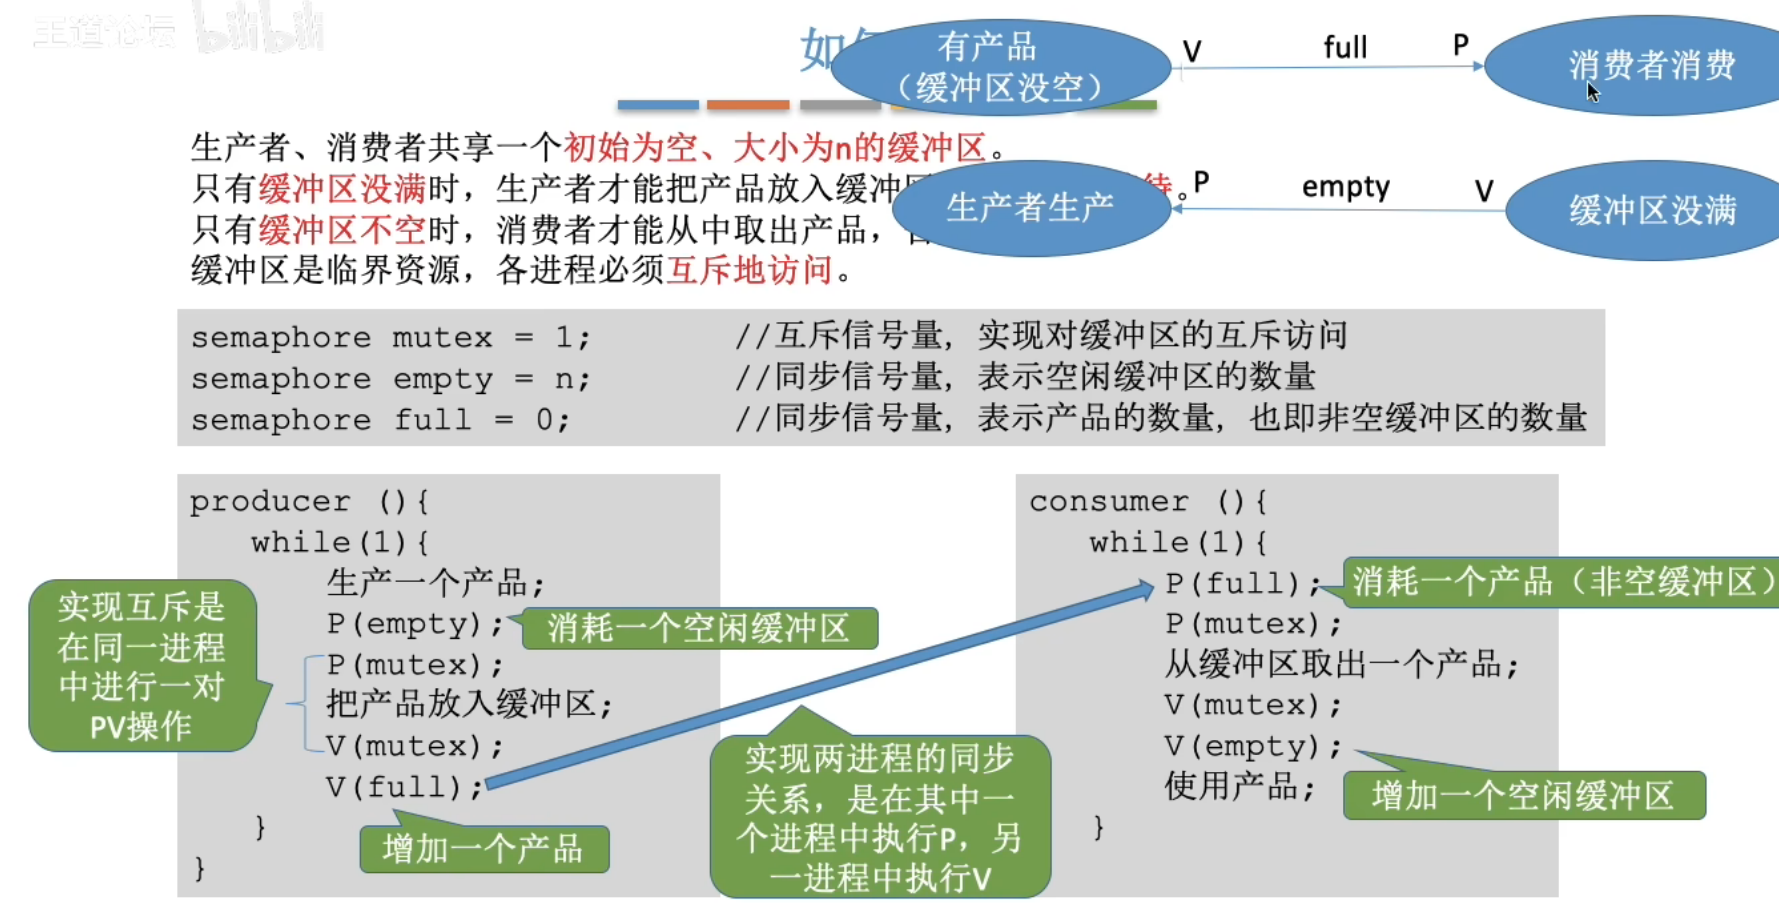 王道论坛 bilibili
如
有产品
（缓冲区没空）
V full P
消费者消费
生产者、消费者共享一个初始为空、大小为n的缓冲区。
只有缓冲区没满时，生产者才能把产品放入缓冲 待。
生产者生产
P empty V
缓冲区没满
只有缓冲区不空时，消费者才能从中取出产品，
缓冲区是临界资源，各进程必须互斥地访问。
semaphore mutex = 1; //互斥信号量，实现对缓冲区的互斥访问
semaphore empty = n; //同步信号量，表示空闲缓冲区的数量
semaphore full = 0; //同步信号量，表示产品的数量，也即非空缓冲区的数量
producer (){
while(1){
生产一个产品;
P(empty);
消耗一个空闲缓冲区
P(mutex);
把产品放入缓冲区;
V(mutex);
V(full);
增加一个产品
}
}
实现互斥是
在同一进程
中进行一对
PV操作
实现两进程的同步
关系，是在其中一
个进程中执行P，另
一进程中执行V
consumer (){
while(1){
P(full);
消耗一个产品（非空缓冲区）
P(mutex);
从缓冲区取出一个产品;
V(mutex);
V(empty);
增加一个空闲缓冲区
使用产品;
}